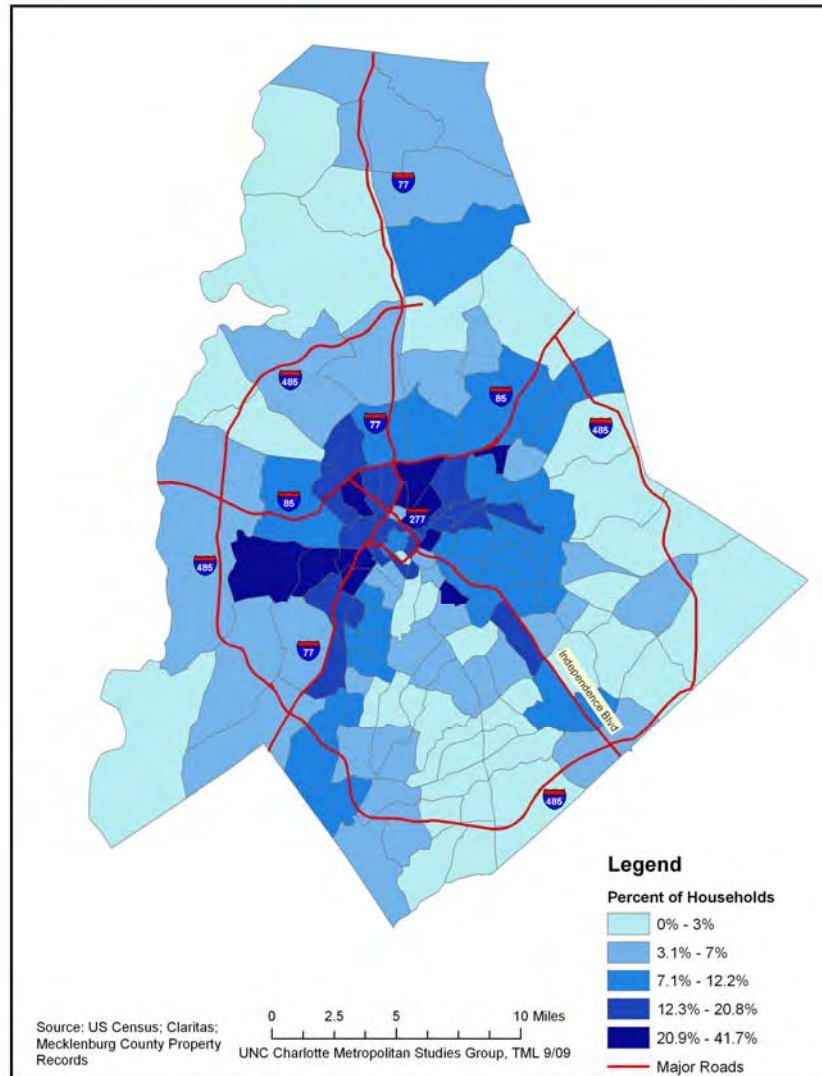 77
485
85
77
485
85
277
485
77
Independence Blvd
485
Legend
Percent of Households
0% - 3%
3.1% - 7%
7.1% - 12.2%
12.3% - 20.8%
20.9% - 41.7%
Major Roads
0 2.5 5 10 Miles
Source: US Census; Claritas;
Mecklenburg County Property
Records
UNC Charlotte Metropolitan Studies Group, TML 9/09